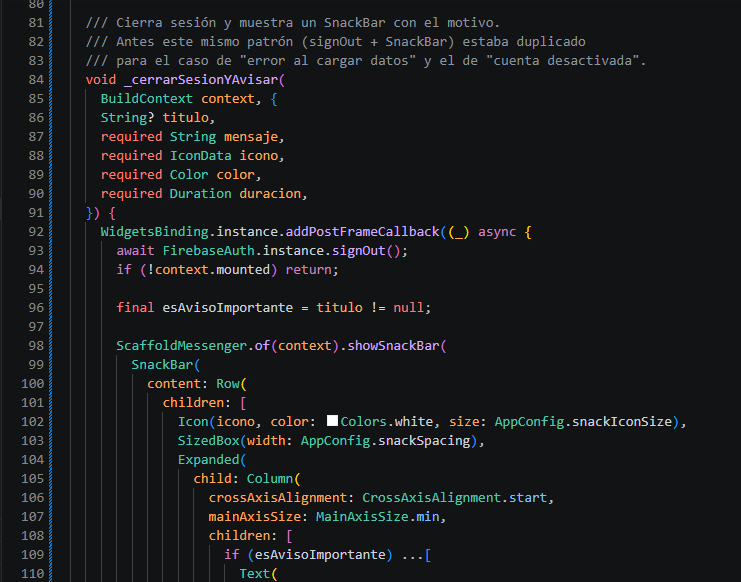 80
81 /// Cierra sesión y muestra un SnackBar con el motivo.
82 /// Antes este mismo patrón (signOut + SnackBar) estaba duplicado
83 /// para el caso de "error al cargar datos" y el de "cuenta desactivada".
84 void _cerrarSesionYAvisar(
85 BuildContext context, {
86 String? titulo,
87 required String mensaje,
88 required IconData icono,
89 required Color color,
90 required Duration duracion,
91 }) {
92 WidgetsBinding.instance.addPostFrameCallback((_) async {
93 await FirebaseAuth.instance.signOut();
94 if (!context.mounted) return;
95
96 final esAvisoImportante = titulo != null;
97
98 ScaffoldMessenger.of(context).showSnackBar(
99 SnackBar(
100 content: Row(
101 children: [
102 Icon(icono, color: Colors.white, size: AppConfig.snackIconSize),
103 SizedBox(width: AppConfig.snackSpacing),
104 Expanded(
105 child: Column(
106 crossAxisAlignment: CrossAxisAlignment.start,
107 mainAxisSize: MainAxisSize.min,
108 children: [
109 if (esAvisoImportante) ...[
110 Text(